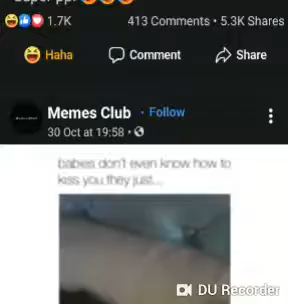 1.7K
413 Comments • 5.3K Shares
Haha
Comment
Share
Memes Club · Follow
30 Oct at 19:58 •
babies don't even know how to
kiss you they just...
DU Recorder